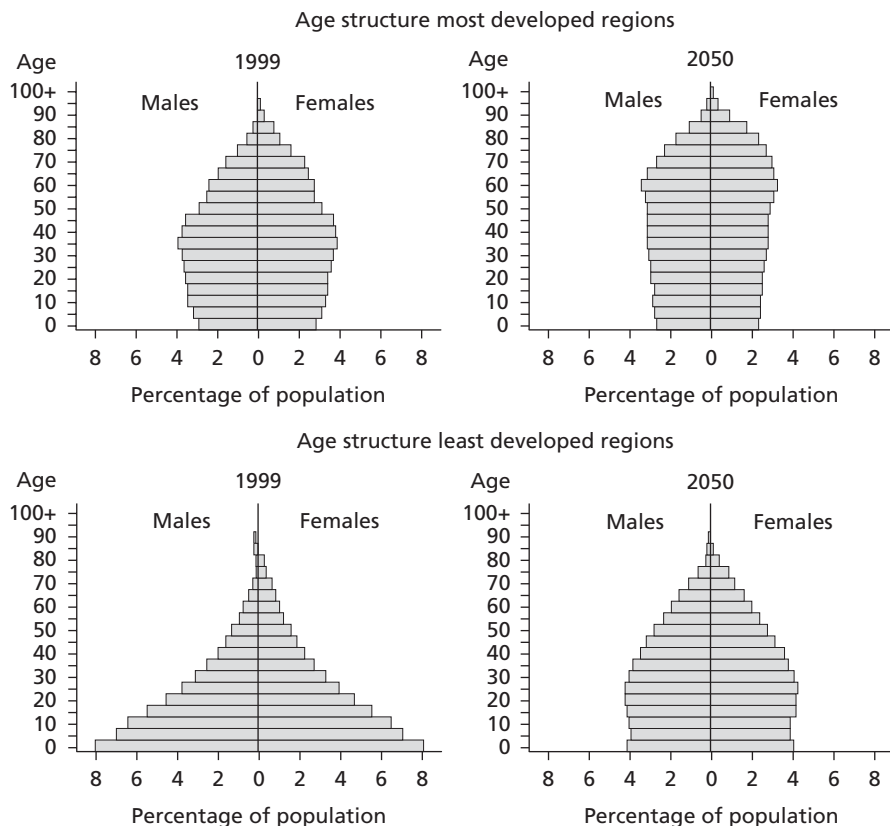 Age structure most developed regions
Age 1999
100+
Males Females
90
80
70
60
50
40
30
20
10
0
8 6 4 2 0 2 4 6 8
Percentage of population
Age 2050
100+
Males Females
90
80
70
60
50
40
30
20
10
0
8 6 4 2 0 2 4 6 8
Percentage of population
Age structure least developed regions
Age 1999
100+
Males Females
90
80
70
60
50
40
30
20
10
0
8 6 4 2 0 2 4 6 8
Percentage of population
Age 2050
100+
Males Females
90
80
70
60
50
40
30
20
10
0
8 6 4 2 0 2 4 6 8
Percentage of population